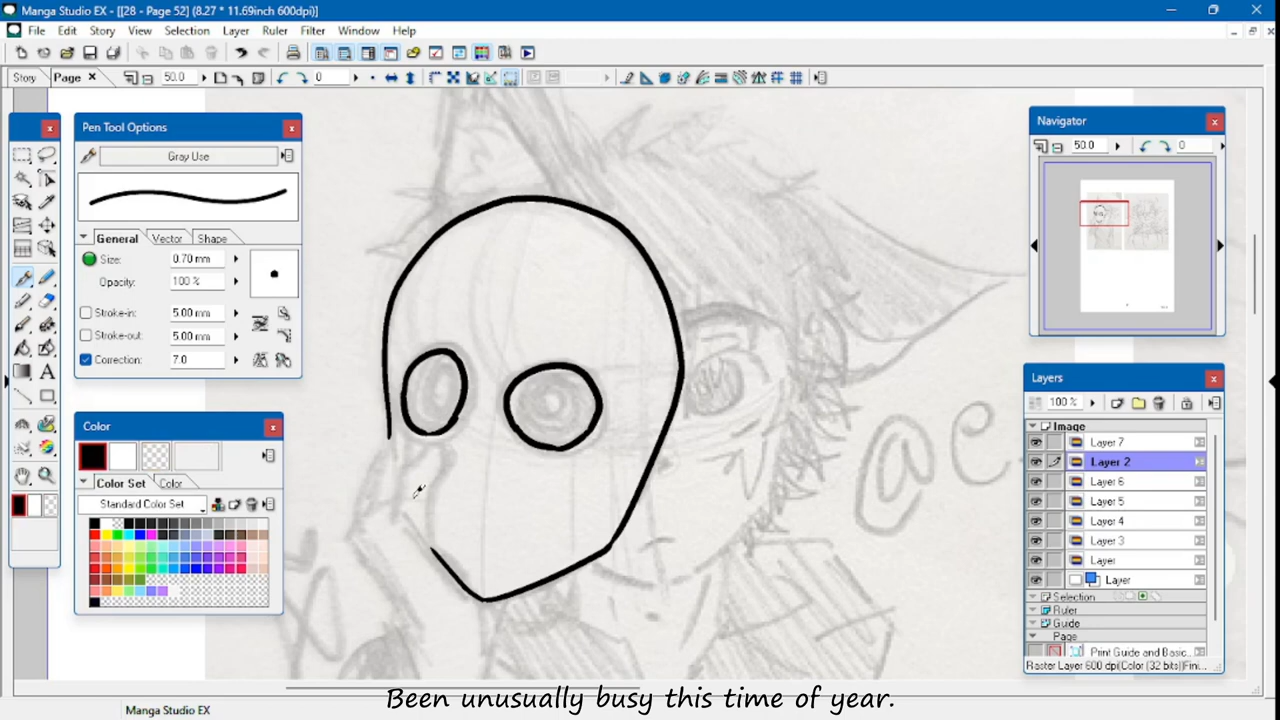 Manga Studio EX - [[28 - Page 52] (8.27 * 11.69inch 600dpi)]
File Edit Story View Selection Layer Ruler Filter Window Help
Story Page 50.0 0
Pen Tool Options
Gray Use
General Vector Shape
Size: 0.70 mm
Opacity: 100 %
Stroke-in: 5.00 mm
Stroke-out: 5.00 mm
Correction: 7.0
Color
Color Set Color
Standard Color Set
Navigator
50.0 0
Layers
100 %
Image
Layer 7
Layer 2
Layer 6
Layer 5
Layer 4
Layer 3
Layer
Layer
Selection
Ruler
Guide
Page
Print Guide and Basic..
Raster Layer 600 dpi(Color (32 bits))Fini...
@c
Been unusually busy this time of year.
Manga Studio EX